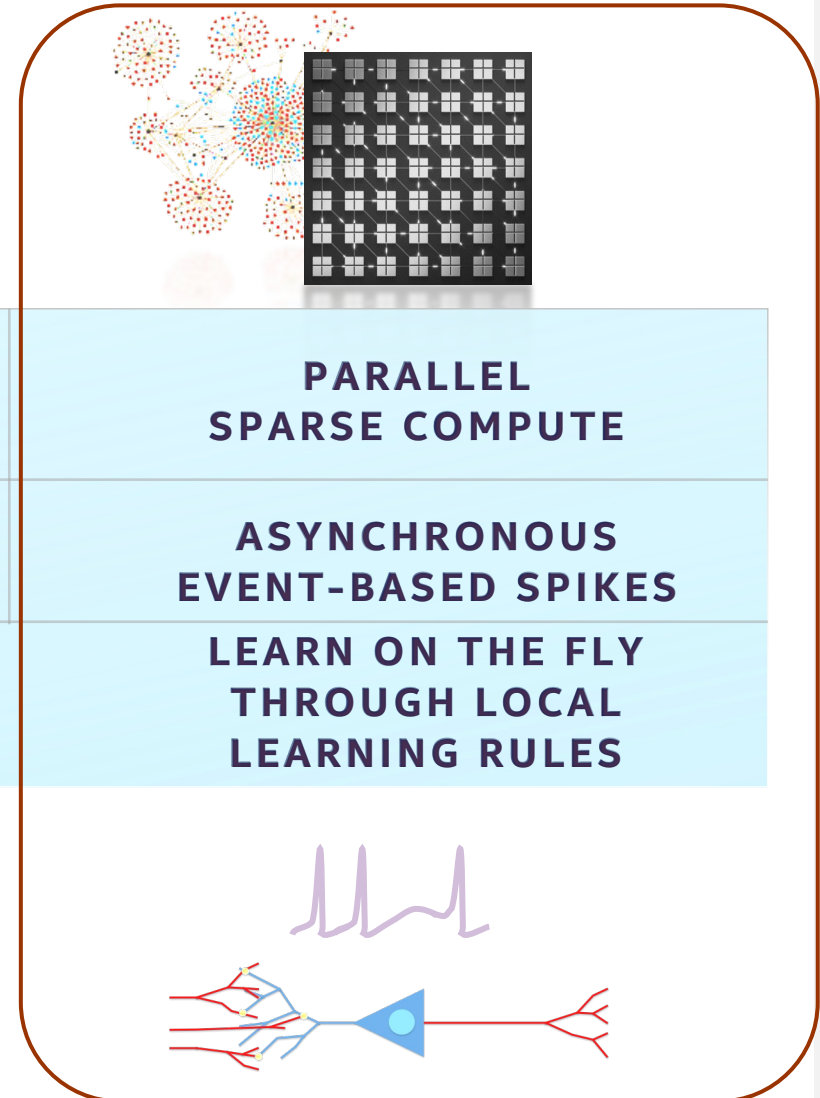 PARALLEL
SPARSE COMPUTE
ASYNCHRONOUS
EVENT-BASED SPIKES
LEARN ON THE FLY
THROUGH LOCAL
LEARNING RULES